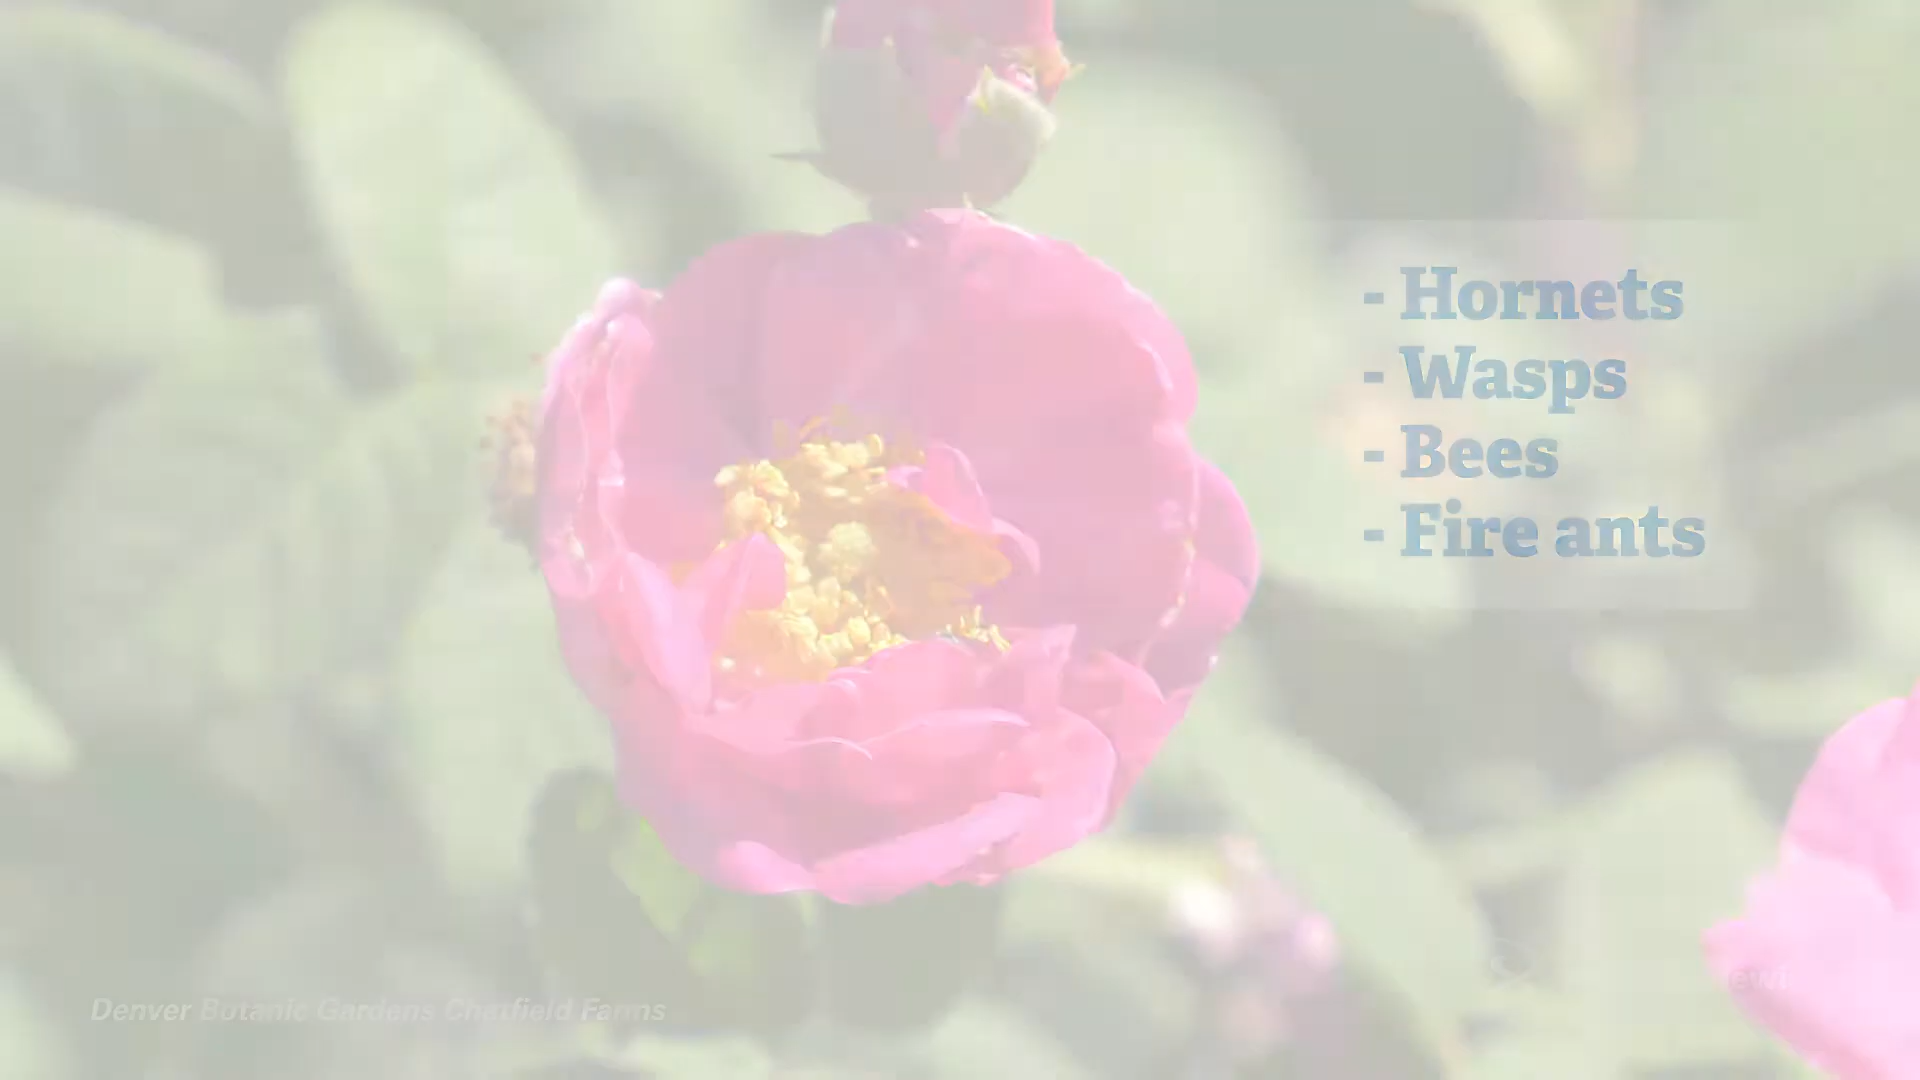 - Hornets
- Wasps
- Bees
- Fire ants
Denver Botanic Gardens Chatfield Farms